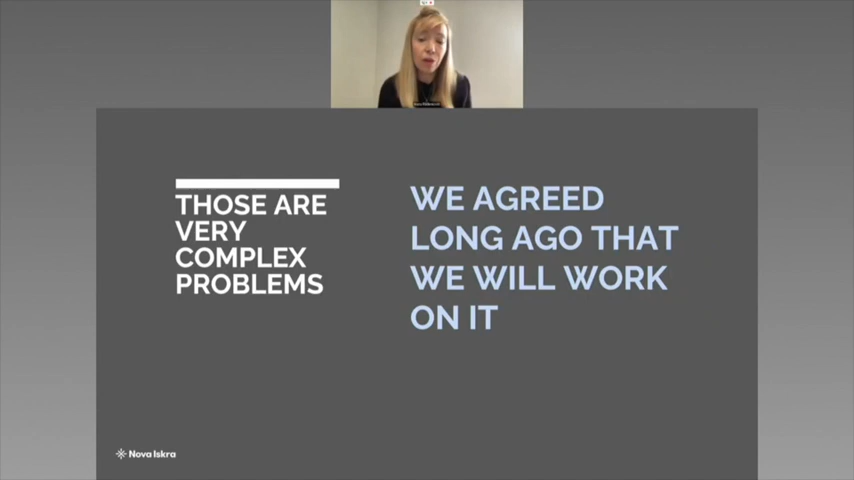 THOSE ARE
VERY
COMPLEX
PROBLEMS
WE AGREED
LONG AGO THAT
WE WILL WORK
ON IT
Nova Iskra